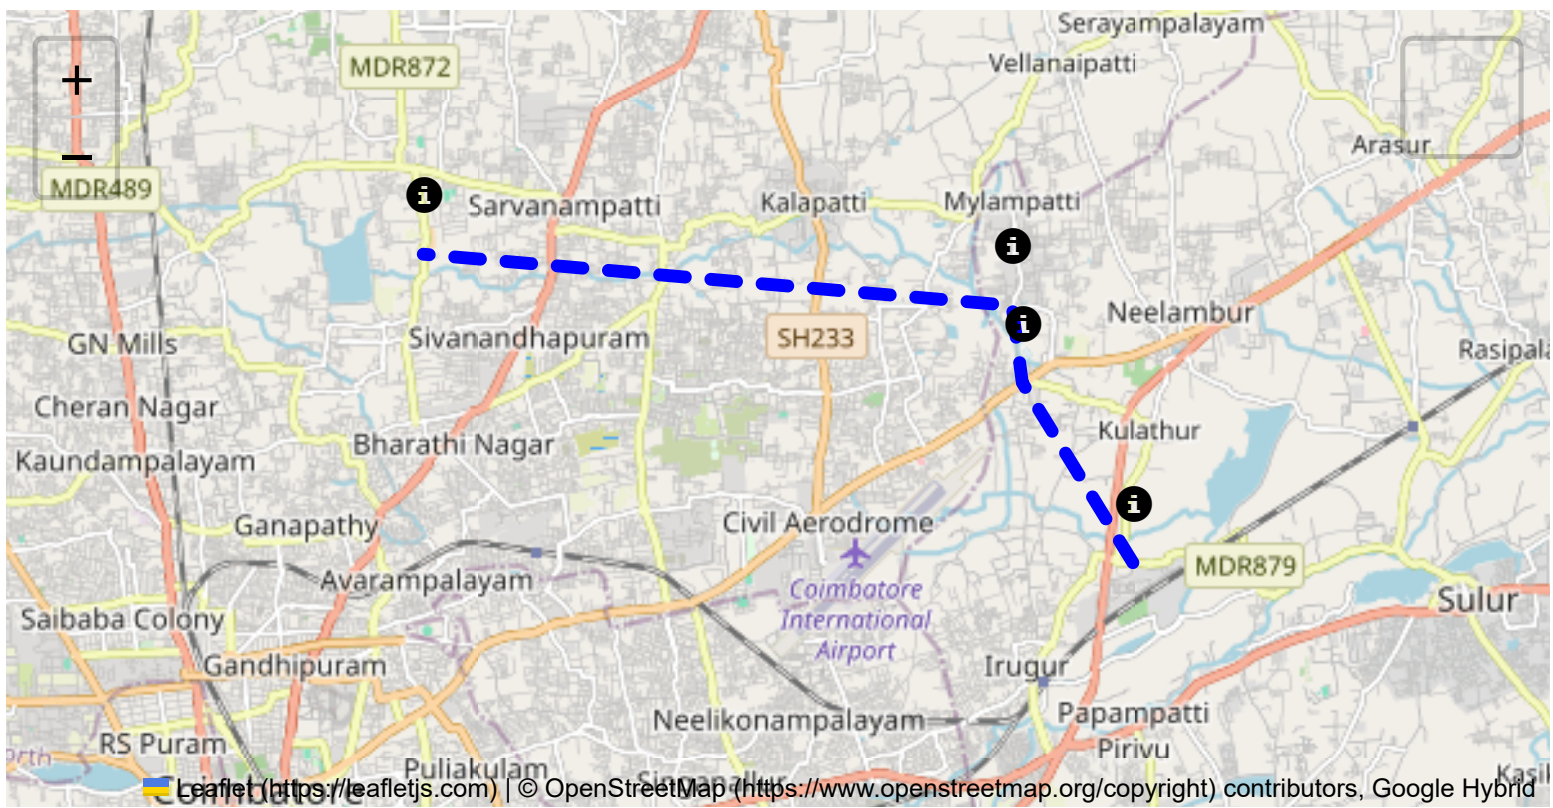 Serayampalayam
Vellanaipatti
MDR872
+
Arasur
−
MDR489
i
Sarvanampatti
Kalapatti
Mylampatti
i
Neelambur
i
GN Mills
Sivanandhapuram
SH233
Cheran Nagar
Bharathi Nagar
Kulathur
Kaundampalayam
i
Ganapathy
Civil Aerodrome
MDR879
Avarampalayam
Coimbatore
International
Airport
Sulur
Saibaba Colony
Gandhipuram
Irugur
Neelikonampalayam
Papampatti
Pirivu
RS Puram
Puliakulam
Coimbatore
Leaflet (https://leafletjs.com) | © OpenStreetMap (https://www.openstreetmap.org/copyright) contributors, Google Hybrid